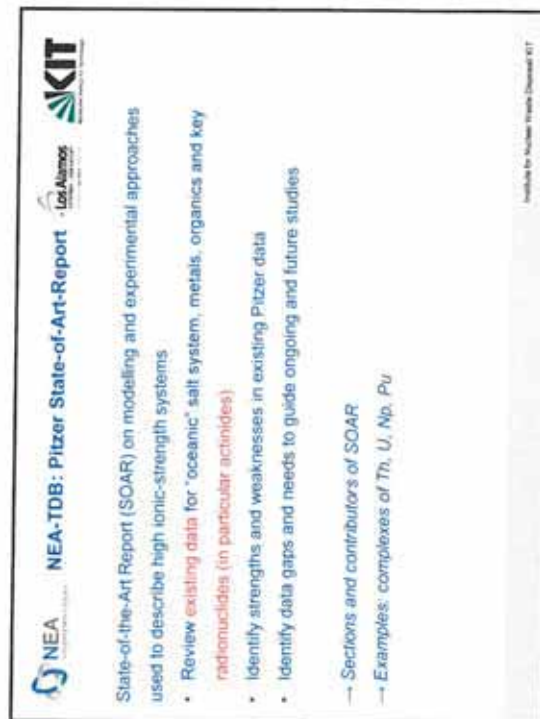 NEA
NEA-TDB: Pitzer State-of-Art-Report
Los Alamos
KIT
State-of-the-Art Report (SOAR) on modelling and experimental approaches
used to describe high ionic-strength systems
• Review existing data for "oceanic" salt system, metals, organics and key
radionuclides (in particular actinides)
• Identify strengths and weaknesses in existing Pitzer data
• Identify data gaps and needs to guide ongoing and future studies
→ Sections and contributors of SOAR
→ Examples: complexes of Th, U, Np, Pu
Institute for Nuclear Waste Disposal KIT